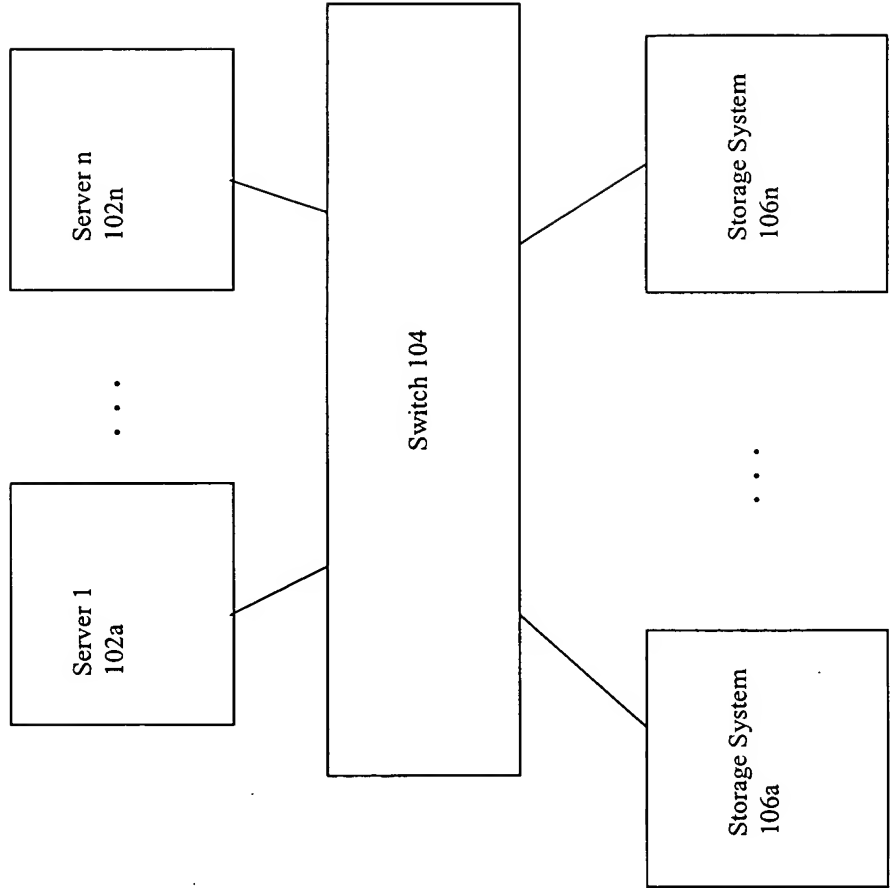 Server 1
102a
. . .
Server n
102n
Switch 104
Storage System
106a
. . .
Storage System
106n